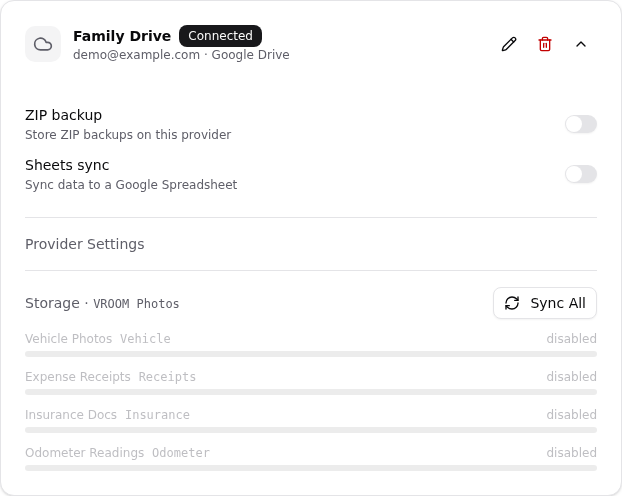 Family Drive Connected
demo@example.com · Google Drive
ZIP backup
Store ZIP backups on this provider
Sheets sync
Sync data to a Google Spreadsheet
Provider Settings
Storage · VROOM Photos Sync All
Vehicle Photos Vehicle disabled
Expense Receipts Receipts disabled
Insurance Docs Insurance disabled
Odometer Readings Odometer disabled